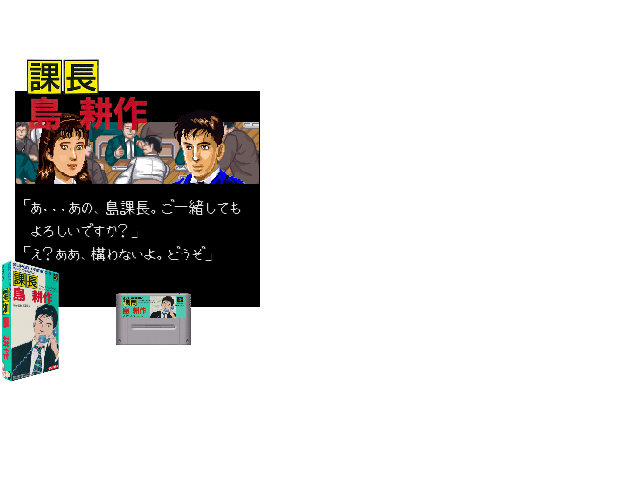 課長
島 耕作
「あ・・・あの、島課長。ご一緒しても
よろしいですか？」
「え？ああ、構わないよ。どうぞ」
課長
島 耕作
島 耕作